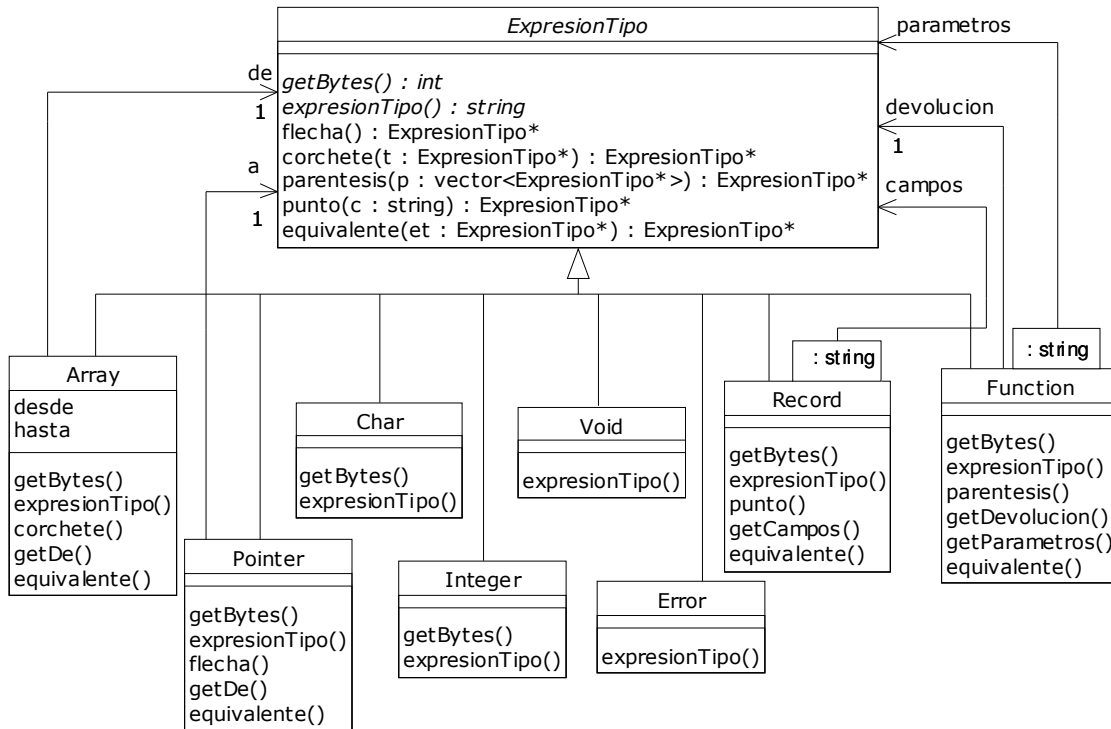 ExpresionTipo
getBytes() : int
expresionTipo() : string
flecha() : ExpresionTipo*
corchete(t : ExpresionTipo*) : ExpresionTipo*
parentesis(p : vector<ExpresionTipo*>) : ExpresionTipo*
punto(c : string) : ExpresionTipo*
equivalente(et : ExpresionTipo*) : ExpresionTipo*
de
1
a
1
parametros
devolucion
1
campos
Array
desde
hasta
getBytes()
expresionTipo()
corchete()
getDe()
equivalente()
Pointer
getBytes()
expresionTipo()
flecha()
getDe()
equivalente()
Char
getBytes()
expresionTipo()
Integer
getBytes()
expresionTipo()
Void
expresionTipo()
Error
expresionTipo()
: string
Record
getBytes()
expresionTipo()
punto()
getCampos()
equivalente()
: string
Function
getBytes()
expresionTipo()
parentesis()
getDevolucion()
getParametros()
equivalente()